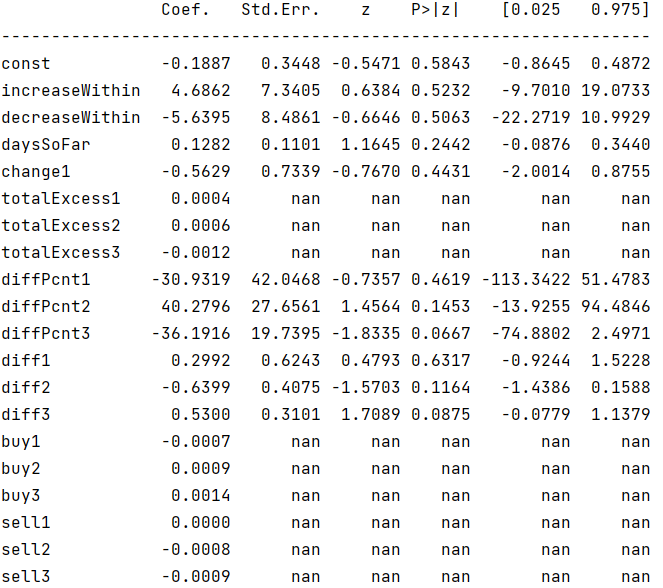 Coef. Std.Err. z P>|z| [0.025 0.975]
--------------------------------------------------------------------------
const -0.1887 0.3448 -0.5471 0.5843 -0.8645 0.4872
increaseWithin 4.6862 7.3405 0.6384 0.5232 -9.7010 19.0733
decreaseWithin -5.6395 8.4861 -0.6646 0.5063 -22.2719 10.9929
daysSoFar 0.1282 0.1101 1.1645 0.2442 -0.0876 0.3440
change1 -0.5629 0.7339 -0.7670 0.4431 -2.0014 0.8755
totalExcess1 0.0004 nan nan nan nan nan
totalExcess2 0.0006 nan nan nan nan nan
totalExcess3 -0.0012 nan nan nan nan nan
diffPcnt1 -30.9319 42.0468 -0.7357 0.4619 -113.3422 51.4783
diffPcnt2 40.2796 27.6561 1.4564 0.1453 -13.9255 94.4846
diffPcnt3 -36.1916 19.7395 -1.8335 0.0667 -74.8802 2.4971
diff1 0.2992 0.6243 0.4793 0.6317 -0.9244 1.5228
diff2 -0.6399 0.4075 -1.5703 0.1164 -1.4386 0.1588
diff3 0.5300 0.3101 1.7089 0.0875 -0.0779 1.1379
buy1 -0.0007 nan nan nan nan nan
buy2 0.0009 nan nan nan nan nan
buy3 0.0014 nan nan nan nan nan
sell1 0.0000 nan nan nan nan nan
sell2 -0.0008 nan nan nan nan nan
sell3 -0.0009 nan nan nan nan nan